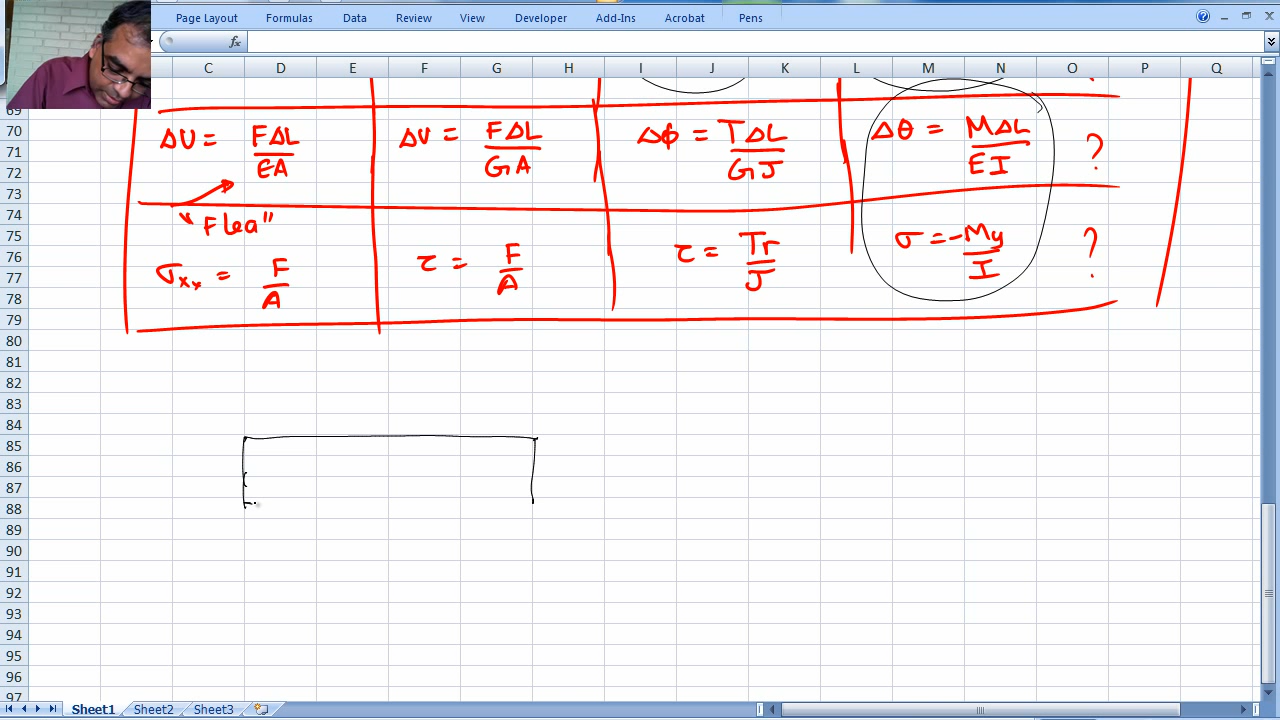 Page Layout Formulas Data Review View Developer Add-Ins Acrobat Pens
fx
C D E F G H I J K L M N O P Q
69
70
71
72
73
74
75
76
77
78
79
80
81
82
83
84
85
86
87
88
89
90
91
92
93
94
95
96
97
ΔU = FΔL/EA
ΔV = FΔL/GA
Δφ = TΔL/GJ
Δθ = MΔL/EI
?
"Flea"
σxx = F/A
τ = F/A
τ = Tr/J
σ = -My/I
?
Sheet1 Sheet2 Sheet3